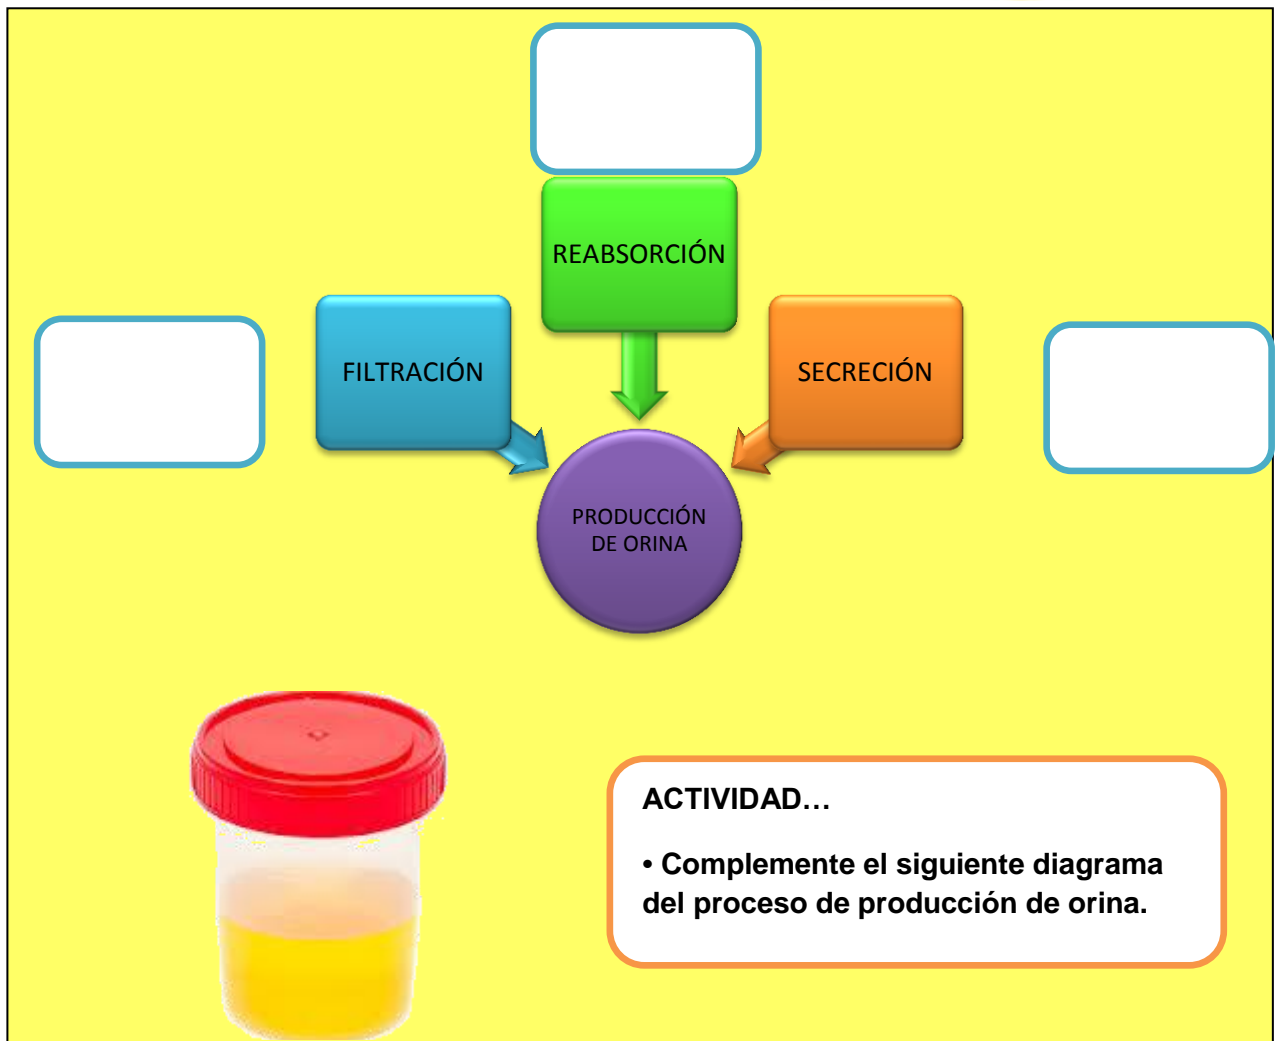 REABSORCIÓN
FILTRACIÓN
SECRECIÓN
PRODUCCIÓN
DE ORINA
ACTIVIDAD…
• Complemente el siguiente diagrama
del proceso de producción de orina.